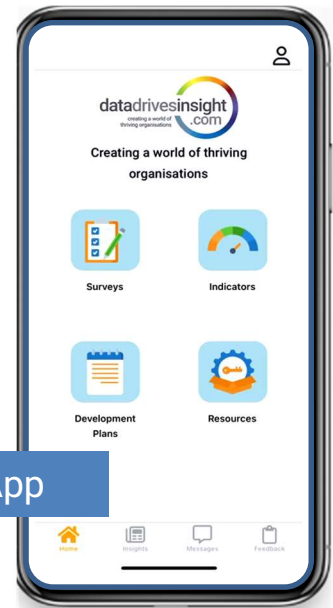 datadrivesinsight
creating a world of
thriving organisations
.com
Creating a world of thriving
organisations
Surveys
Indicators
Development
Plans
Resources
App
Home
Insights
Messages
Feedback